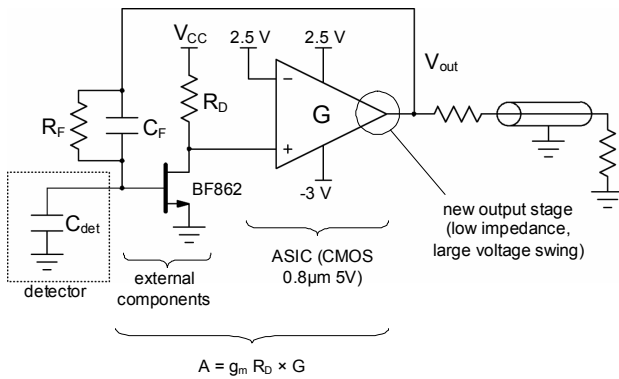 V_CC
2.5 V
2.5 V
V_out
R_D
R_F
C_F
−
G
+
BF862
-3 V
C_det
detector
external
components
ASIC (CMOS
0.8µm 5V)
new output stage
(low impedance,
large voltage swing)
A = g_m R_D × G